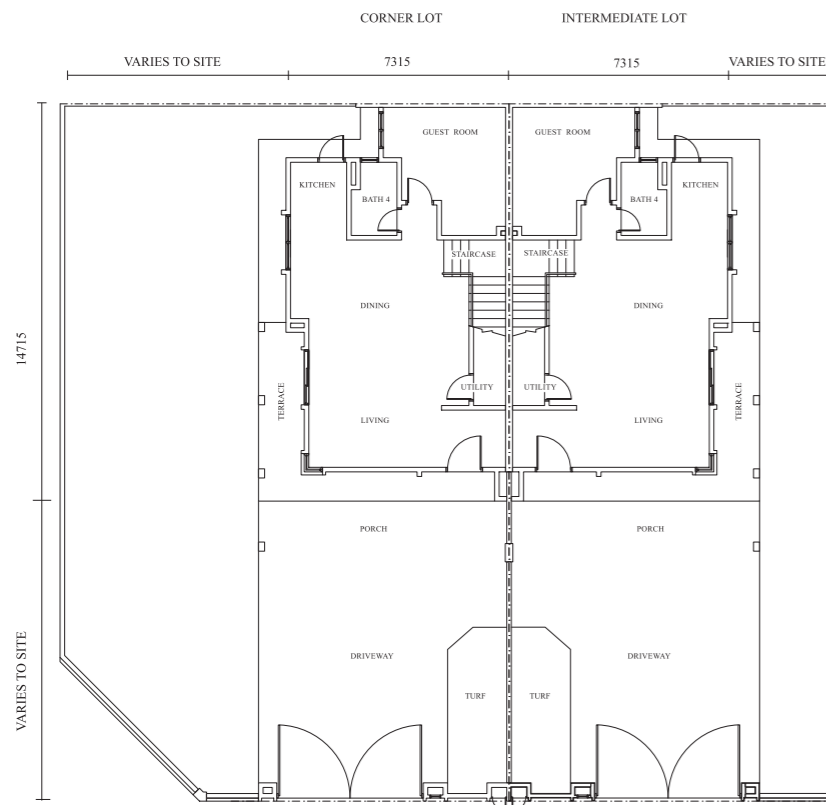 CORNER LOT
INTERMEDIATE LOT
VARIES TO SITE
7315
7315
VARIES TO SITE
GUEST ROOM
GUEST ROOM
KITCHEN
BATH 4
BATH 4
KITCHEN
STAIRCASE
STAIRCASE
DINING
DINING
14715
TERRACE
UTILITY
UTILITY
TERRACE
LIVING
LIVING
PORCH
PORCH
VARIES TO SITE
DRIVEWAY
DRIVEWAY
TURF
TURF